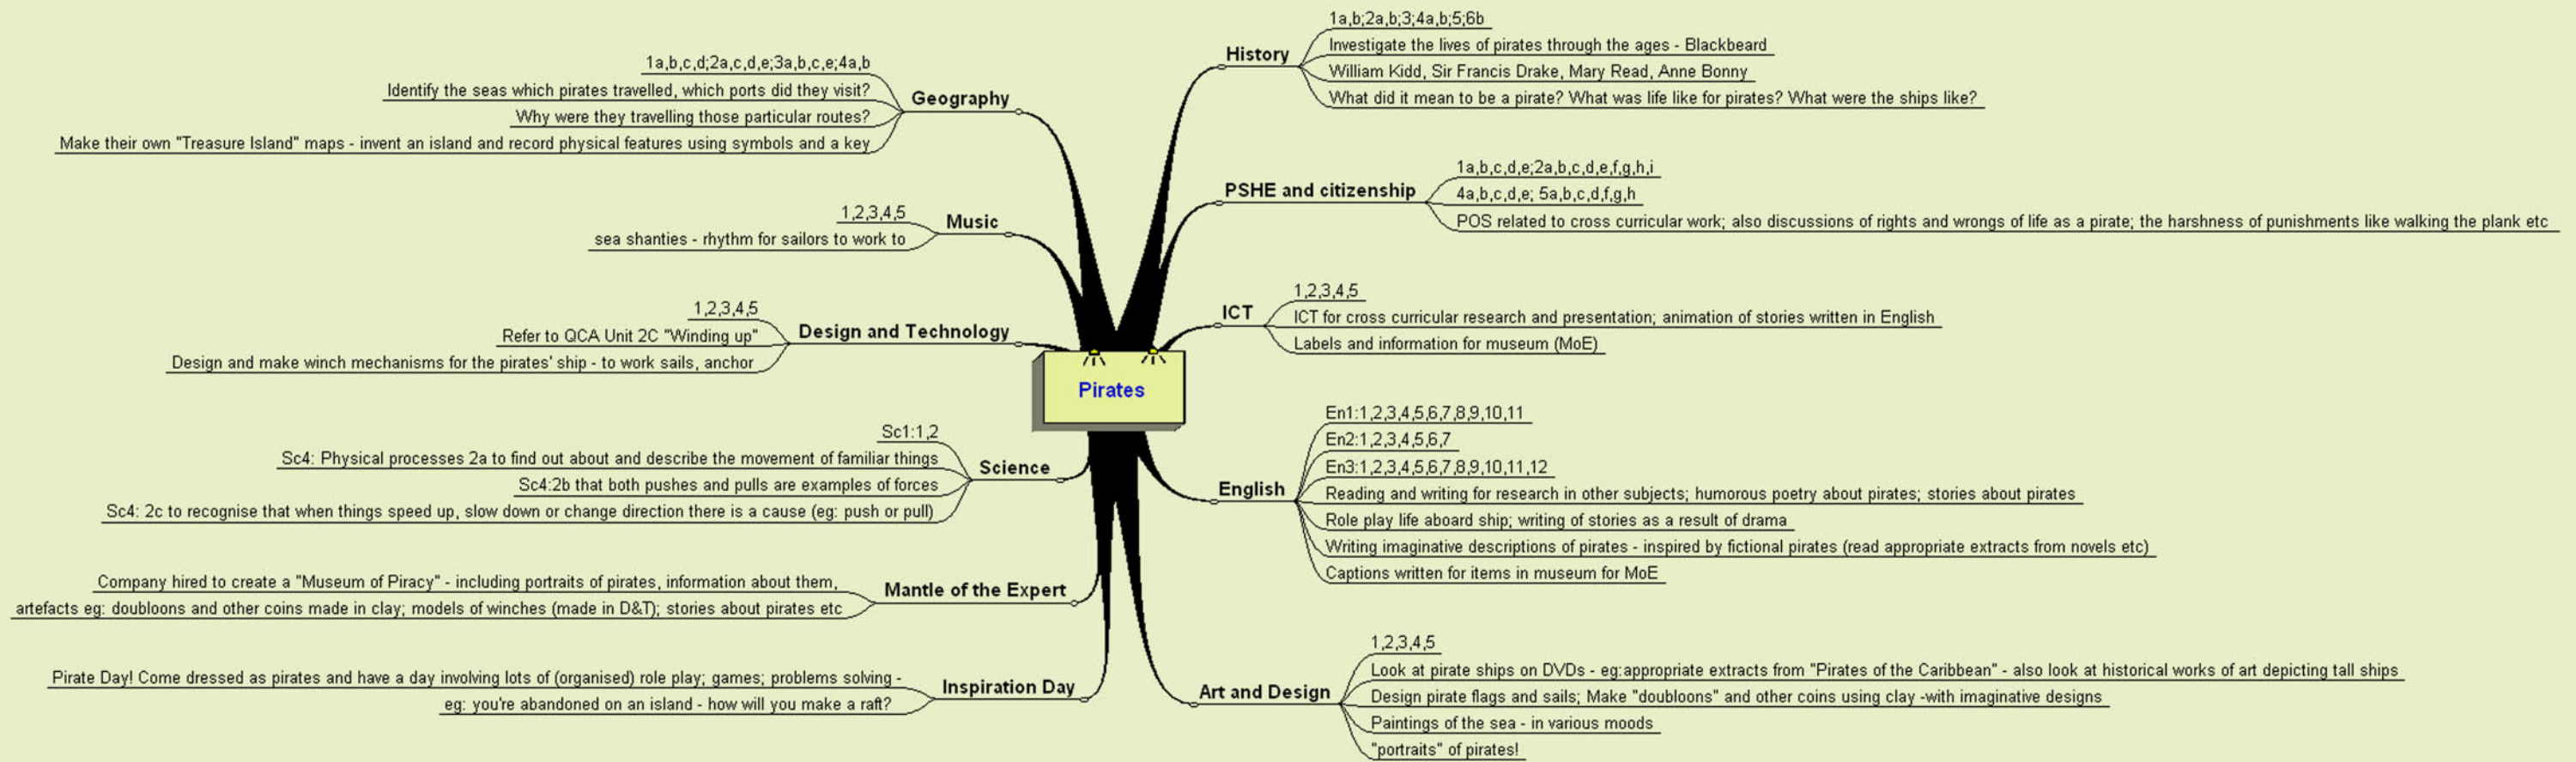 Pirates
History
1a,b;2a,b;3;4a,b;5;6b
Investigate the lives of pirates through the ages - Blackbeard
William Kidd, Sir Francis Drake, Mary Read, Anne Bonny
What did it mean to be a pirate? What was life like for pirates? What were the ships like?
PSHE and citizenship
1a,b,c,d,e;2a,b,c,d,e,f,g,h,i
4a,b,c,d,e; 5a,b,c,d,f,g,h
POS related to cross curricular work; also discussions of rights and wrongs of life as a pirate; the harshness of punishments like walking the plank etc
ICT
1,2,3,4,5
ICT for cross curricular research and presentation; animation of stories written in English
Labels and information for museum (MoE)
English
En1:1,2,3,4,5,6,7,8,9,10,11
En2:1,2,3,4,5,6,7
En3:1,2,3,4,5,6,7,8,9,10,11,12
Reading and writing for research in other subjects; humorous poetry about pirates; stories about pirates
Role play life aboard ship; writing of stories as a result of drama
Writing imaginative descriptions of pirates - inspired by fictional pirates (read appropriate extracts from novels etc)
Captions written for items in museum for MoE
Art and Design
1,2,3,4,5
Look at pirate ships on DVDs - eg:appropriate extracts from "Pirates of the Caribbean" - also look at historical works of art depicting tall ships
Design pirate flags and sails; Make "doubloons" and other coins using clay -with imaginative designs
Paintings of the sea - in various moods
"portraits" of pirates!
Geography
1a,b,c,d;2a,c,d,e;3a,b,c,e;4a,b
Identify the seas which pirates travelled, which ports did they visit?
Why were they travelling those particular routes?
Make their own "Treasure Island" maps - invent an island and record physical features using symbols and a key
Music
1,2,3,4,5
sea shanties - rhythm for sailors to work to
Design and Technology
1,2,3,4,5
Refer to QCA Unit 2C "Winding up"
Design and make winch mechanisms for the pirates' ship - to work sails, anchor
Science
Sc1:1,2
Sc4: Physical processes 2a to find out about and describe the movement of familiar things
Sc4:2b that both pushes and pulls are examples of forces
Sc4: 2c to recognise that when things speed up, slow down or change direction there is a cause (eg: push or pull)
Mantle of the Expert
Company hired to create a "Museum of Piracy" - including portraits of pirates, information about them,
artefacts eg: doubloons and other coins made in clay; models of winches (made in D&T); stories about pirates etc
Inspiration Day
Pirate Day! Come dressed as pirates and have a day involving lots of (organised) role play; games; problems solving -
eg: you're abandoned on an island - how will you make a raft?